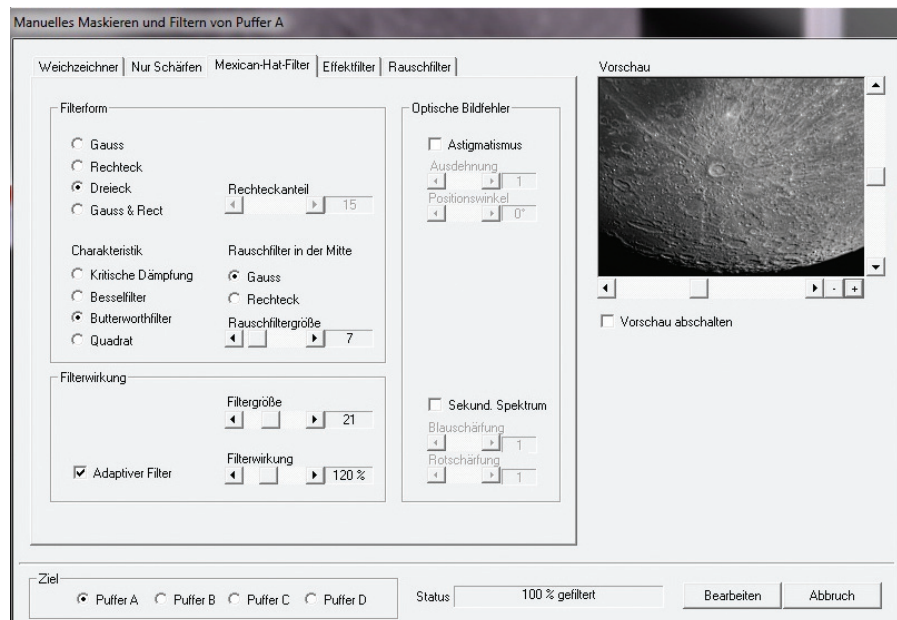 Manuelles Maskieren und Filtern von Puffer A
Weichzeichner
Nur Schärfen
Mexican-Hat-Filter
Effektfilter
Rauschfilter
Filterform
Gauss
Rechteck
Dreieck
Gauss & Rect
Rechteckanteil
15
Charakteristik
Kritische Dämpfung
Besselfilter
Butterworthfilter
Quadrat
Rauschfilter in der Mitte
Gauss
Rechteck
Rauschfiltergröße
7
Filterwirkung
Filtergröße
21
Adaptiver Filter
Filterwirkung
120 %
Optische Bildfehler
Astigmatismus
Ausdehnung
1
Positionswinkel
0°
Sekund. Spektrum
Blauschärfung
1
Rotschärfung
1
Vorschau
- +
Vorschau abschalten
Ziel
Puffer A
Puffer B
Puffer C
Puffer D
Status
100 % gefiltert
Bearbeiten
Abbruch